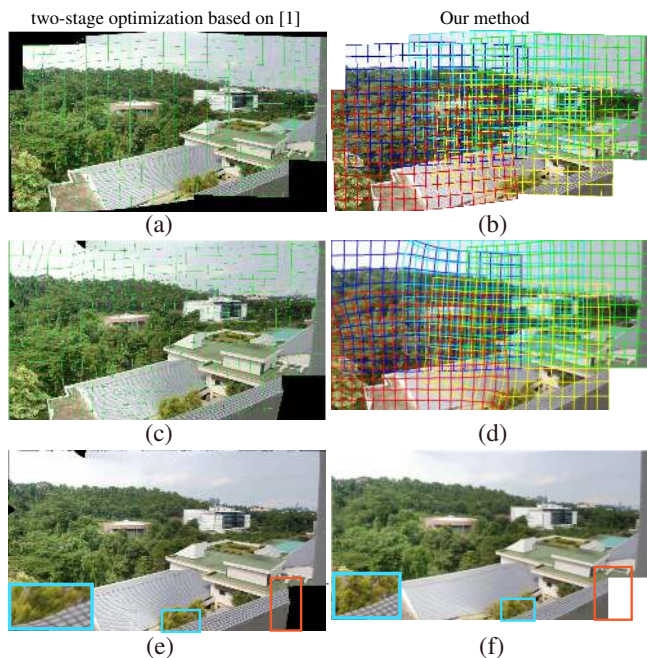 two-stage optimization based on [1]
Our method
(a)
(b)
(c)
(d)
(e)
(f)